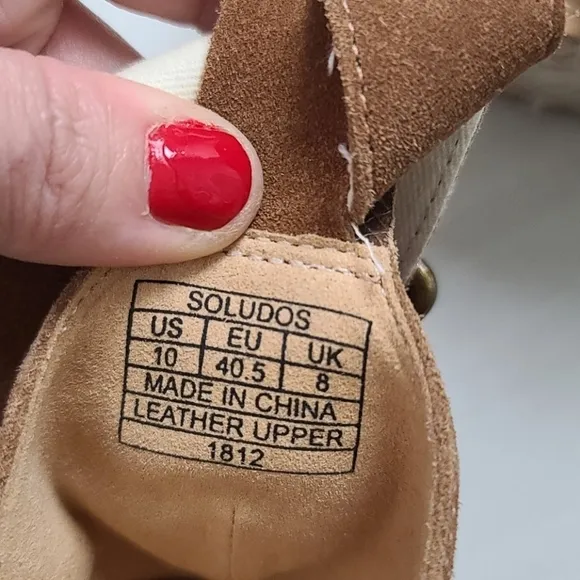 SOLUDOS
US EU UK
10 40.5 8
MADE IN CHINA
LEATHER UPPER
1812